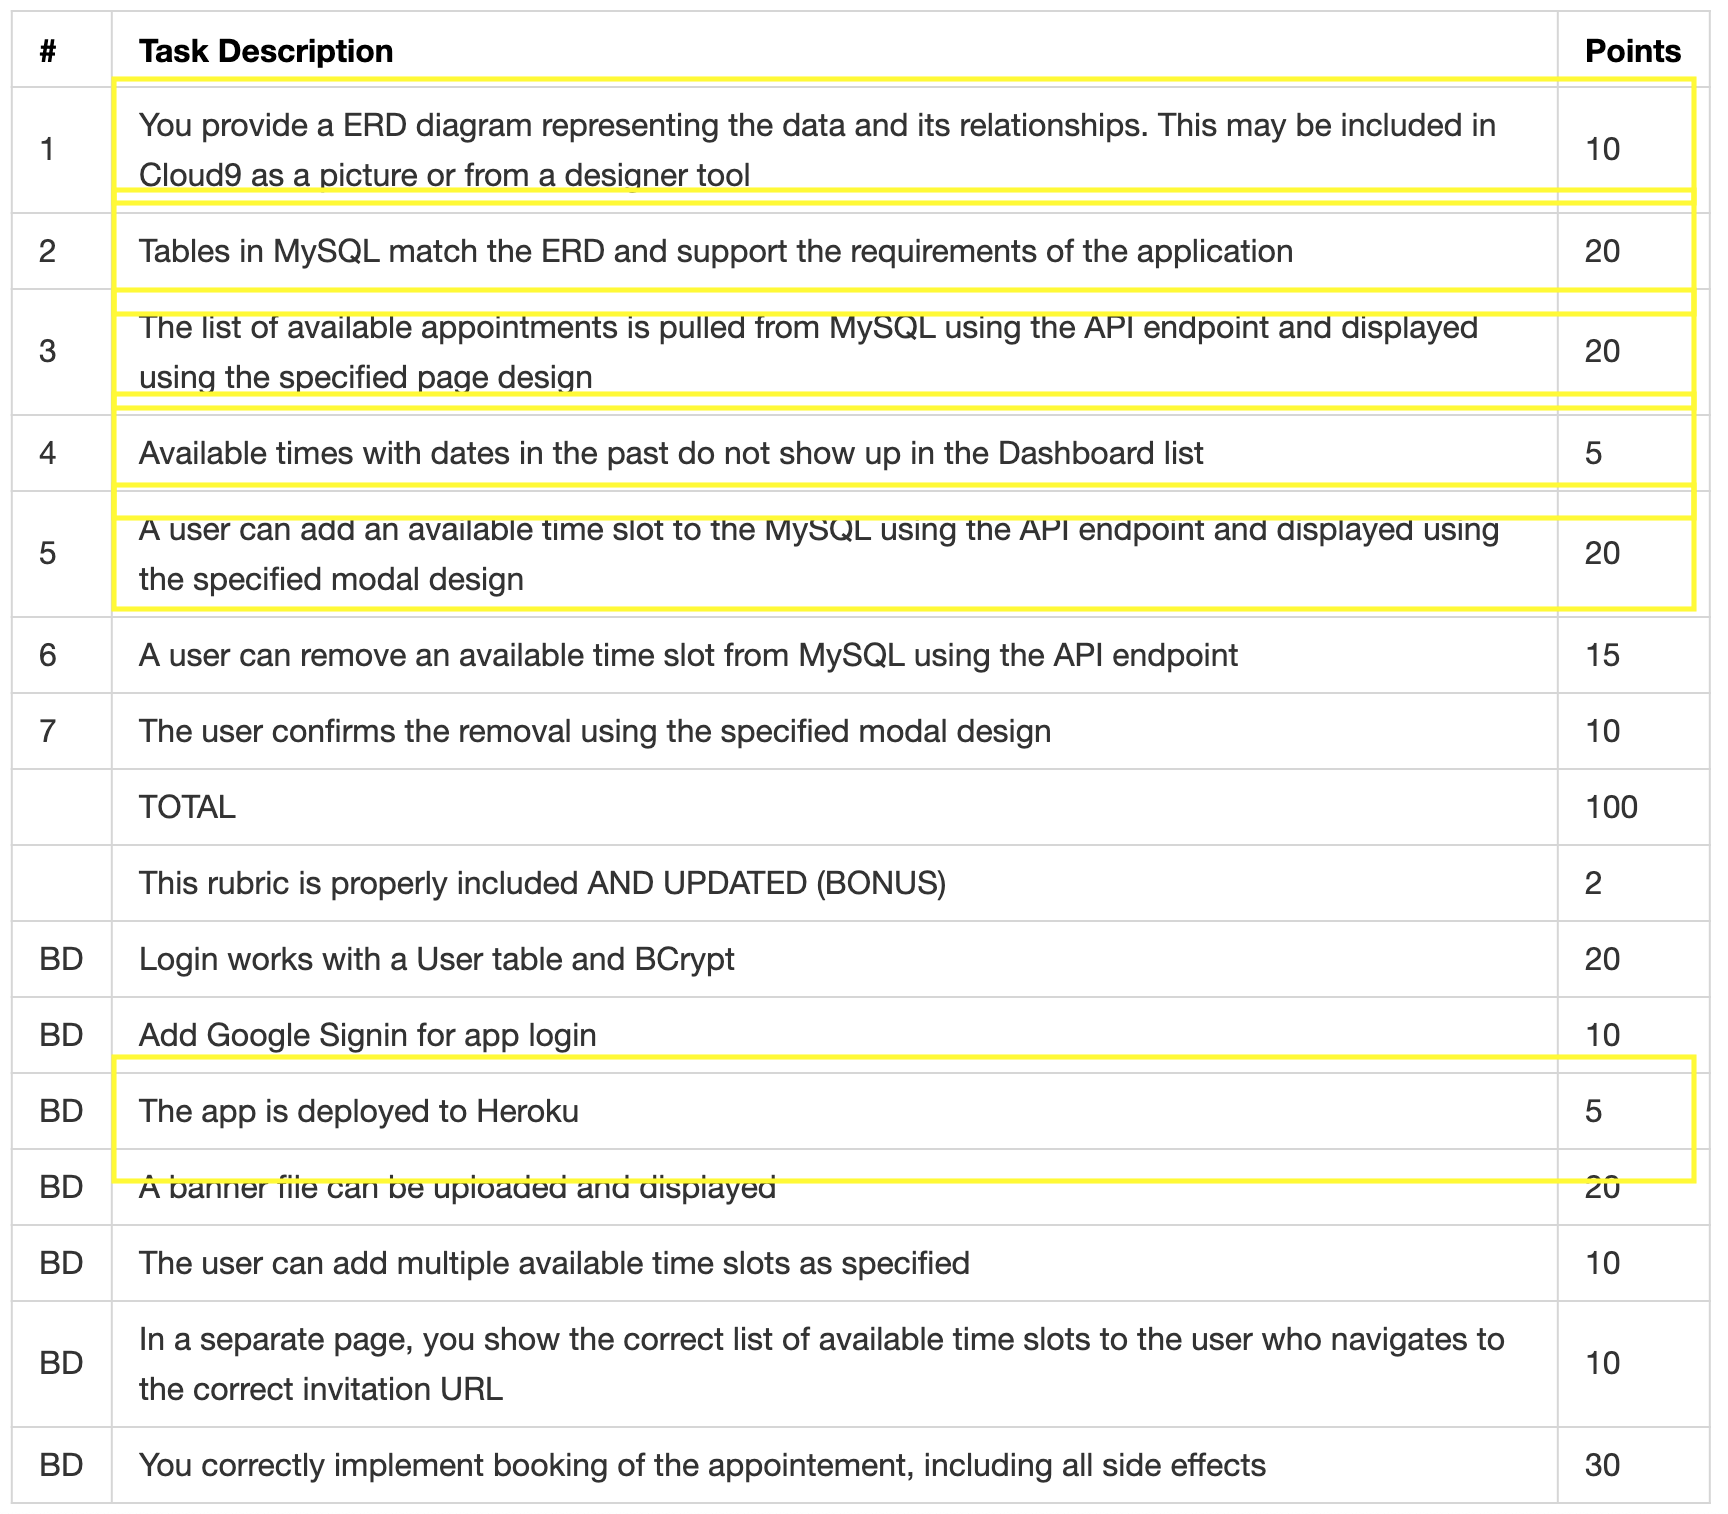 # Task Description Points
1 You provide a ERD diagram representing the data and its relationships. This may be included in
Cloud9 as a picture or from a designer tool 10
2 Tables in MySQL match the ERD and support the requirements of the application 20
3 The list of available appointments is pulled from MySQL using the API endpoint and displayed
using the specified page design 20
4 Available times with dates in the past do not show up in the Dashboard list 5
5 A user can add an available time slot to the MySQL using the API endpoint and displayed using
the specified modal design 20
6 A user can remove an available time slot from MySQL using the API endpoint 15
7 The user confirms the removal using the specified modal design 10
TOTAL 100
This rubric is properly included AND UPDATED (BONUS) 2
BD Login works with a User table and BCrypt 20
BD Add Google Signin for app login 10
BD The app is deployed to Heroku 5
BD A banner file can be uploaded and displayed 20
BD The user can add multiple available time slots as specified 10
BD In a separate page, you show the correct list of available time slots to the user who navigates to
the correct invitation URL 10
BD You correctly implement booking of the appointement, including all side effects 30